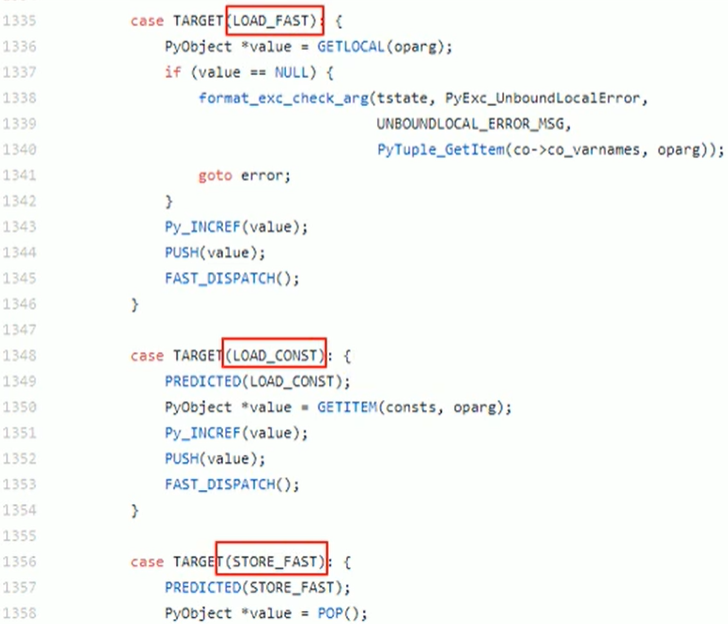 1335 case TARGET(LOAD_FAST): {
1336 PyObject *value = GETLOCAL(oparg);
1337 if (value == NULL) {
1338 format_exc_check_arg(tstate, PyExc_UnboundLocalError,
1339 UNBOUNDLOCAL_ERROR_MSG,
1340 PyTuple_GetItem(co->co_varnames, oparg));
1341 goto error;
1342 }
1343 Py_INCREF(value);
1344 PUSH(value);
1345 FAST_DISPATCH();
1346 }
1347
1348 case TARGET(LOAD_CONST): {
1349 PREDICTED(LOAD_CONST);
1350 PyObject *value = GETITEM(consts, oparg);
1351 Py_INCREF(value);
1352 PUSH(value);
1353 FAST_DISPATCH();
1354 }
1355
1356 case TARGET(STORE_FAST): {
1357 PREDICTED(STORE_FAST);
1358 PyObject *value = POP();